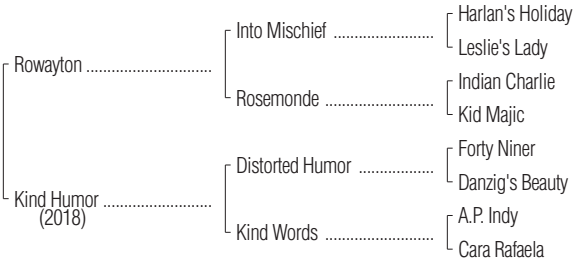 Harlan's Holiday
Into Mischief ........................
Leslie's Lady
Rowayton ..............................
Indian Charlie
Rosemonde ........................
Kid Majic
Forty Niner
Distorted Humor ..................
Danzig's Beauty
Kind Humor ..........................
(2018)
A.P. Indy
Kind Words ..........................
Cara Rafaela